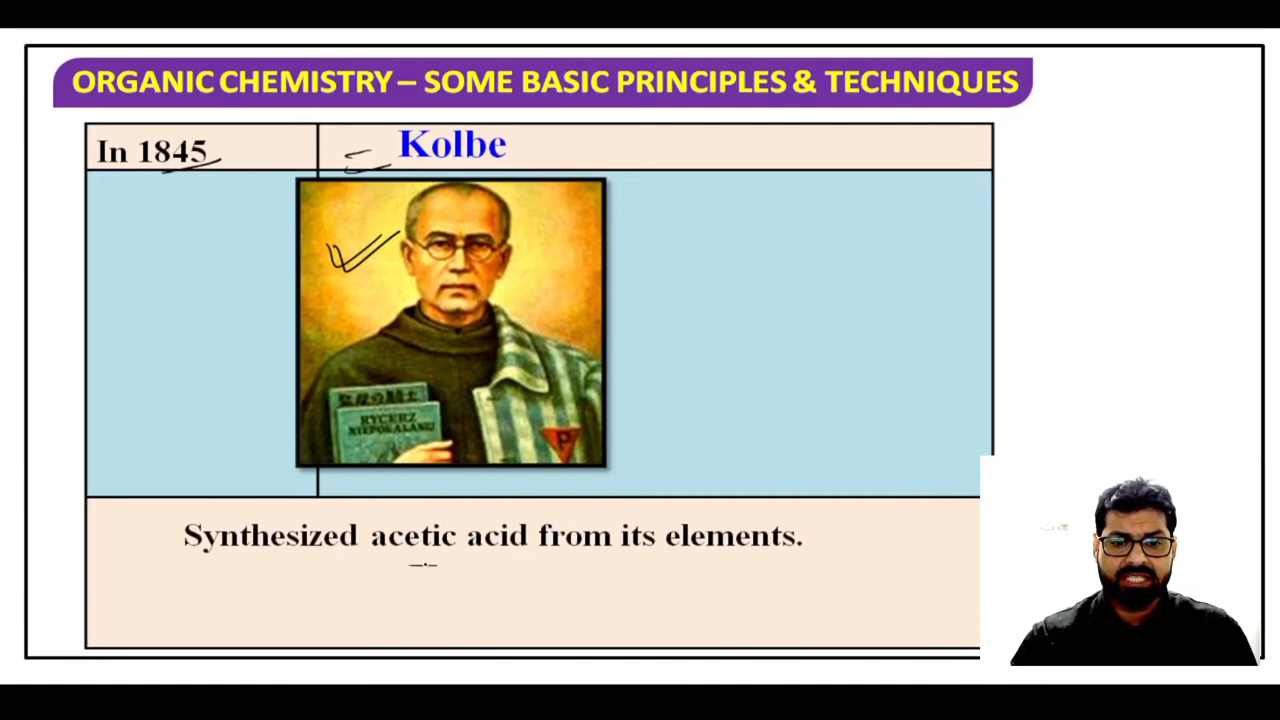 ORGANIC CHEMISTRY – SOME BASIC PRINCIPLES & TECHNIQUES
In 1845
Kolbe
RYCERZ
NIEPOKALANEJ
P
Synthesized acetic acid from its elements.